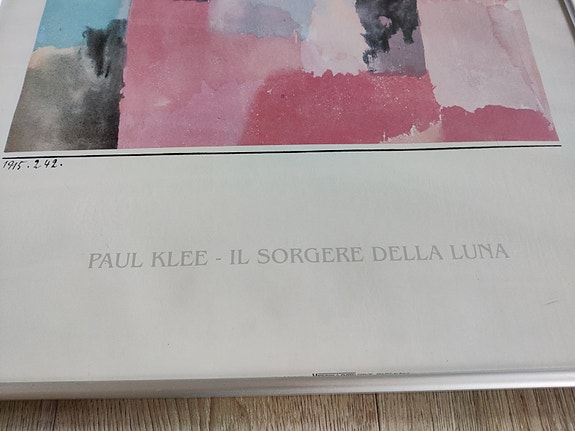 1915.242.
PAUL KLEE - IL SORGERE DELLA LUNA